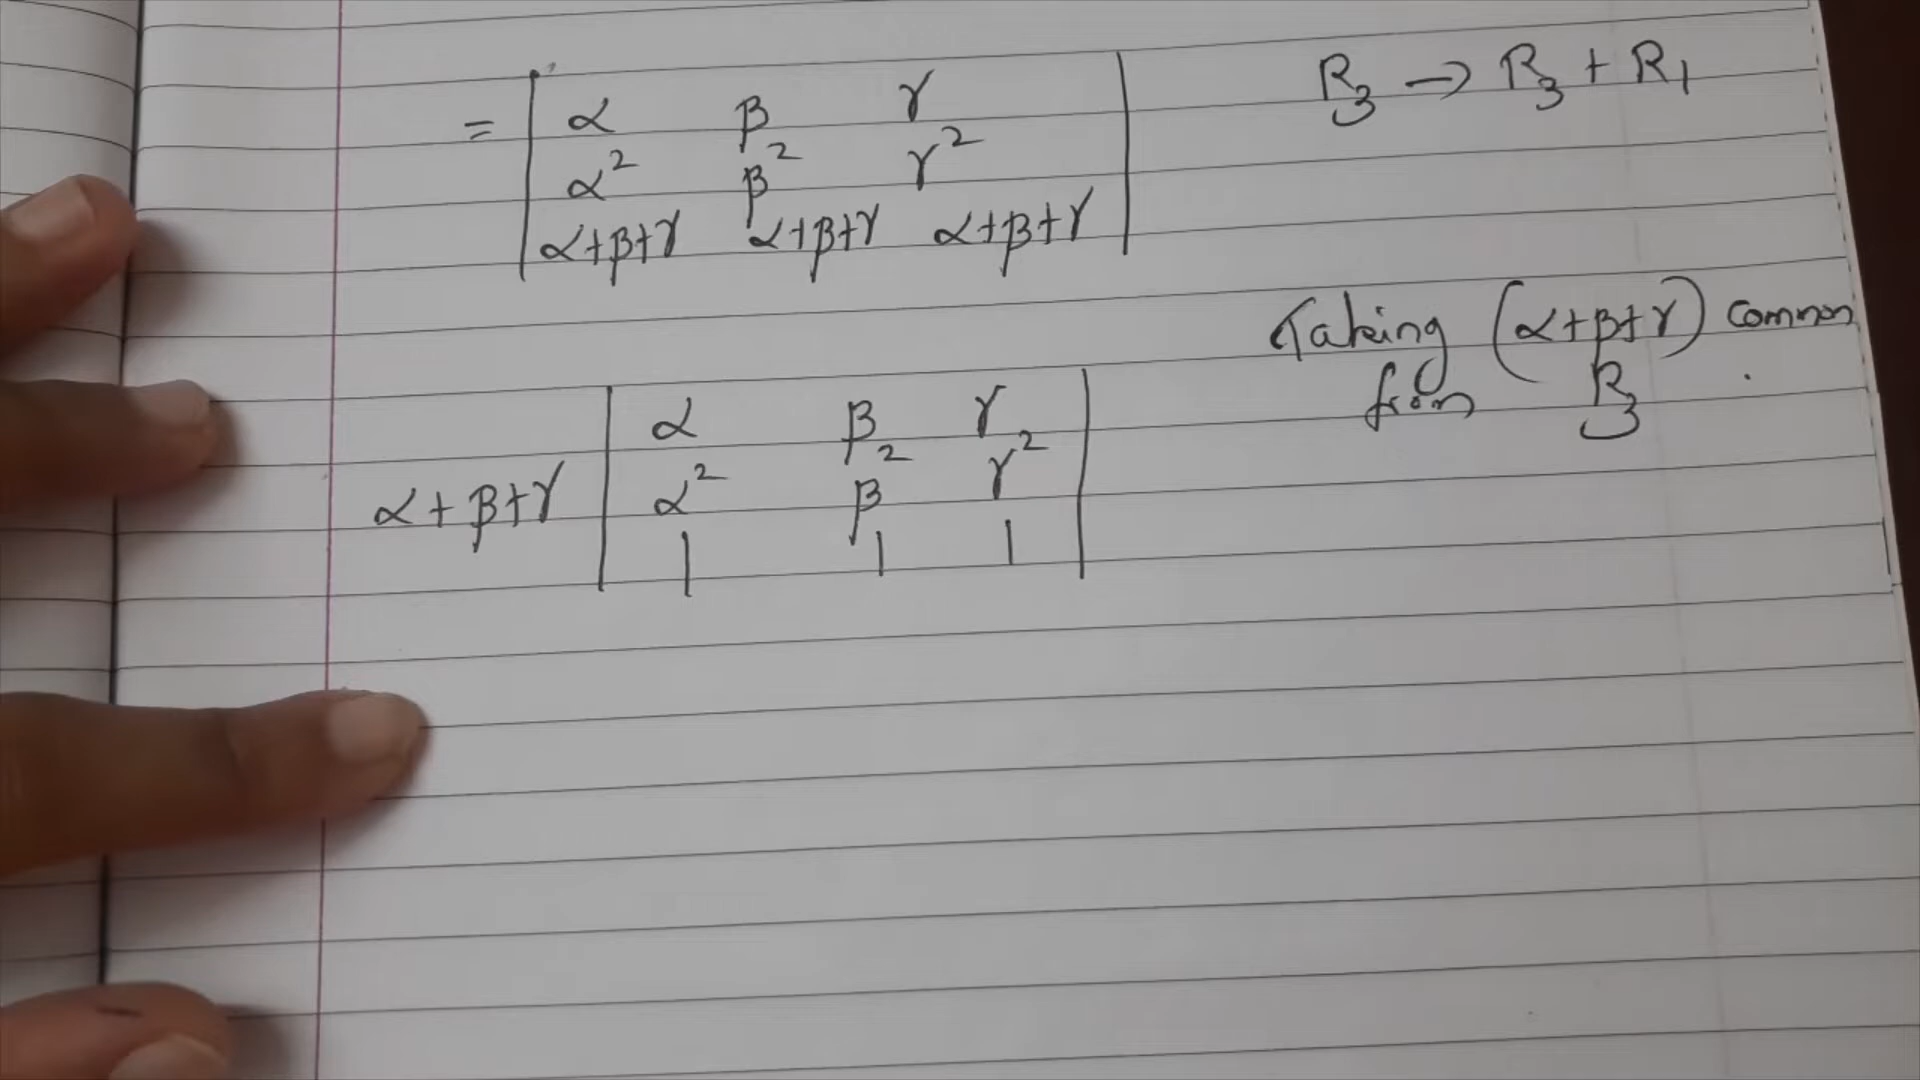 = | α β γ | R₃ → R₃ + R₁
α² β² γ²
α+β+γ α+β+γ α+β+γ
Taking (α+β+γ) common
from R₃
| α β γ |
α+β+γ | α² β² γ² |
1 1 1